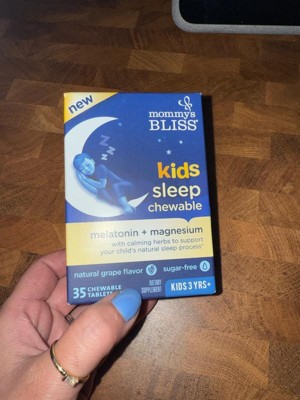 new
mommy's
BLISS
zzz
kids
sleep
chewable
melatonin + magnesium
with calming herbs to support
your child's natural sleep process*
natural grape flavor
sugar-free
35 CHEWABLE
TABLETS
DIETARY
SUPPLEMENT
KIDS 3 YRS+